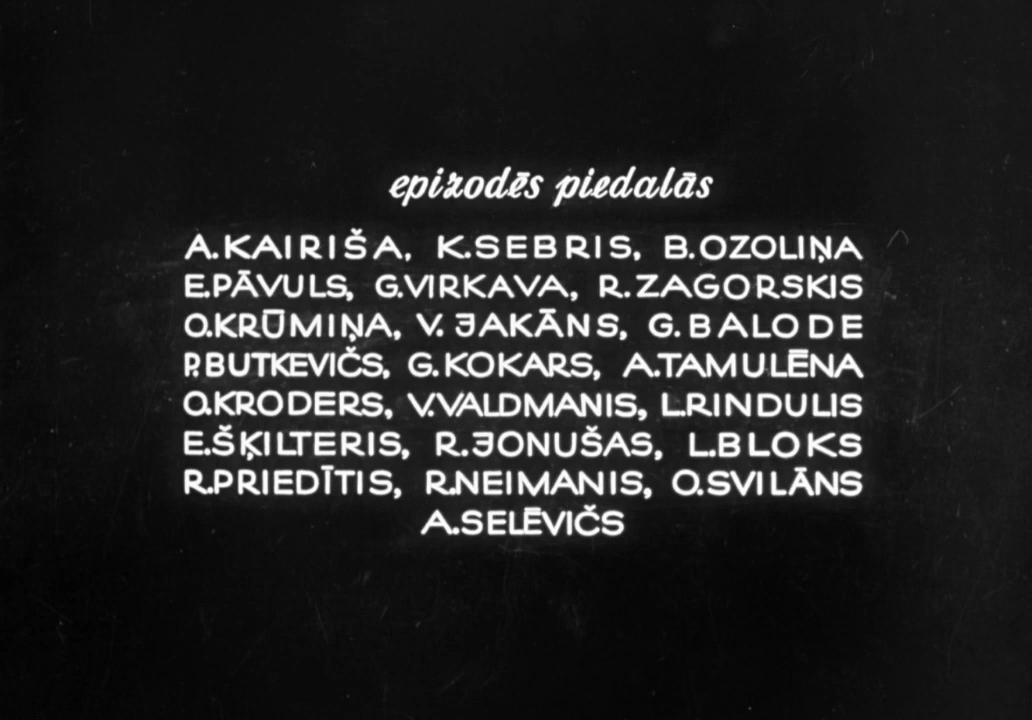 epizodēs piedalās
A.KAIRIŠA, K.SEBRIS, B.OZOLIŅA
E.PĀVULS, G.VIRKAVA, R.ZAGORSKIS
O.KRŪMIŅA, V.JAKĀNS, G.BALODE
P.BUTKEVIČS, G.KOKARS, A.TAMULĒNA
O.KRODERS, V.VALDMANIS, L.RINDULIS
E.ŠĶILTERIS, R.JONUŠAS, L.BLOKS
R.PRIEDĪTIS, R.NEIMANIS, O.SVILĀNS
A.SELĒVIČS